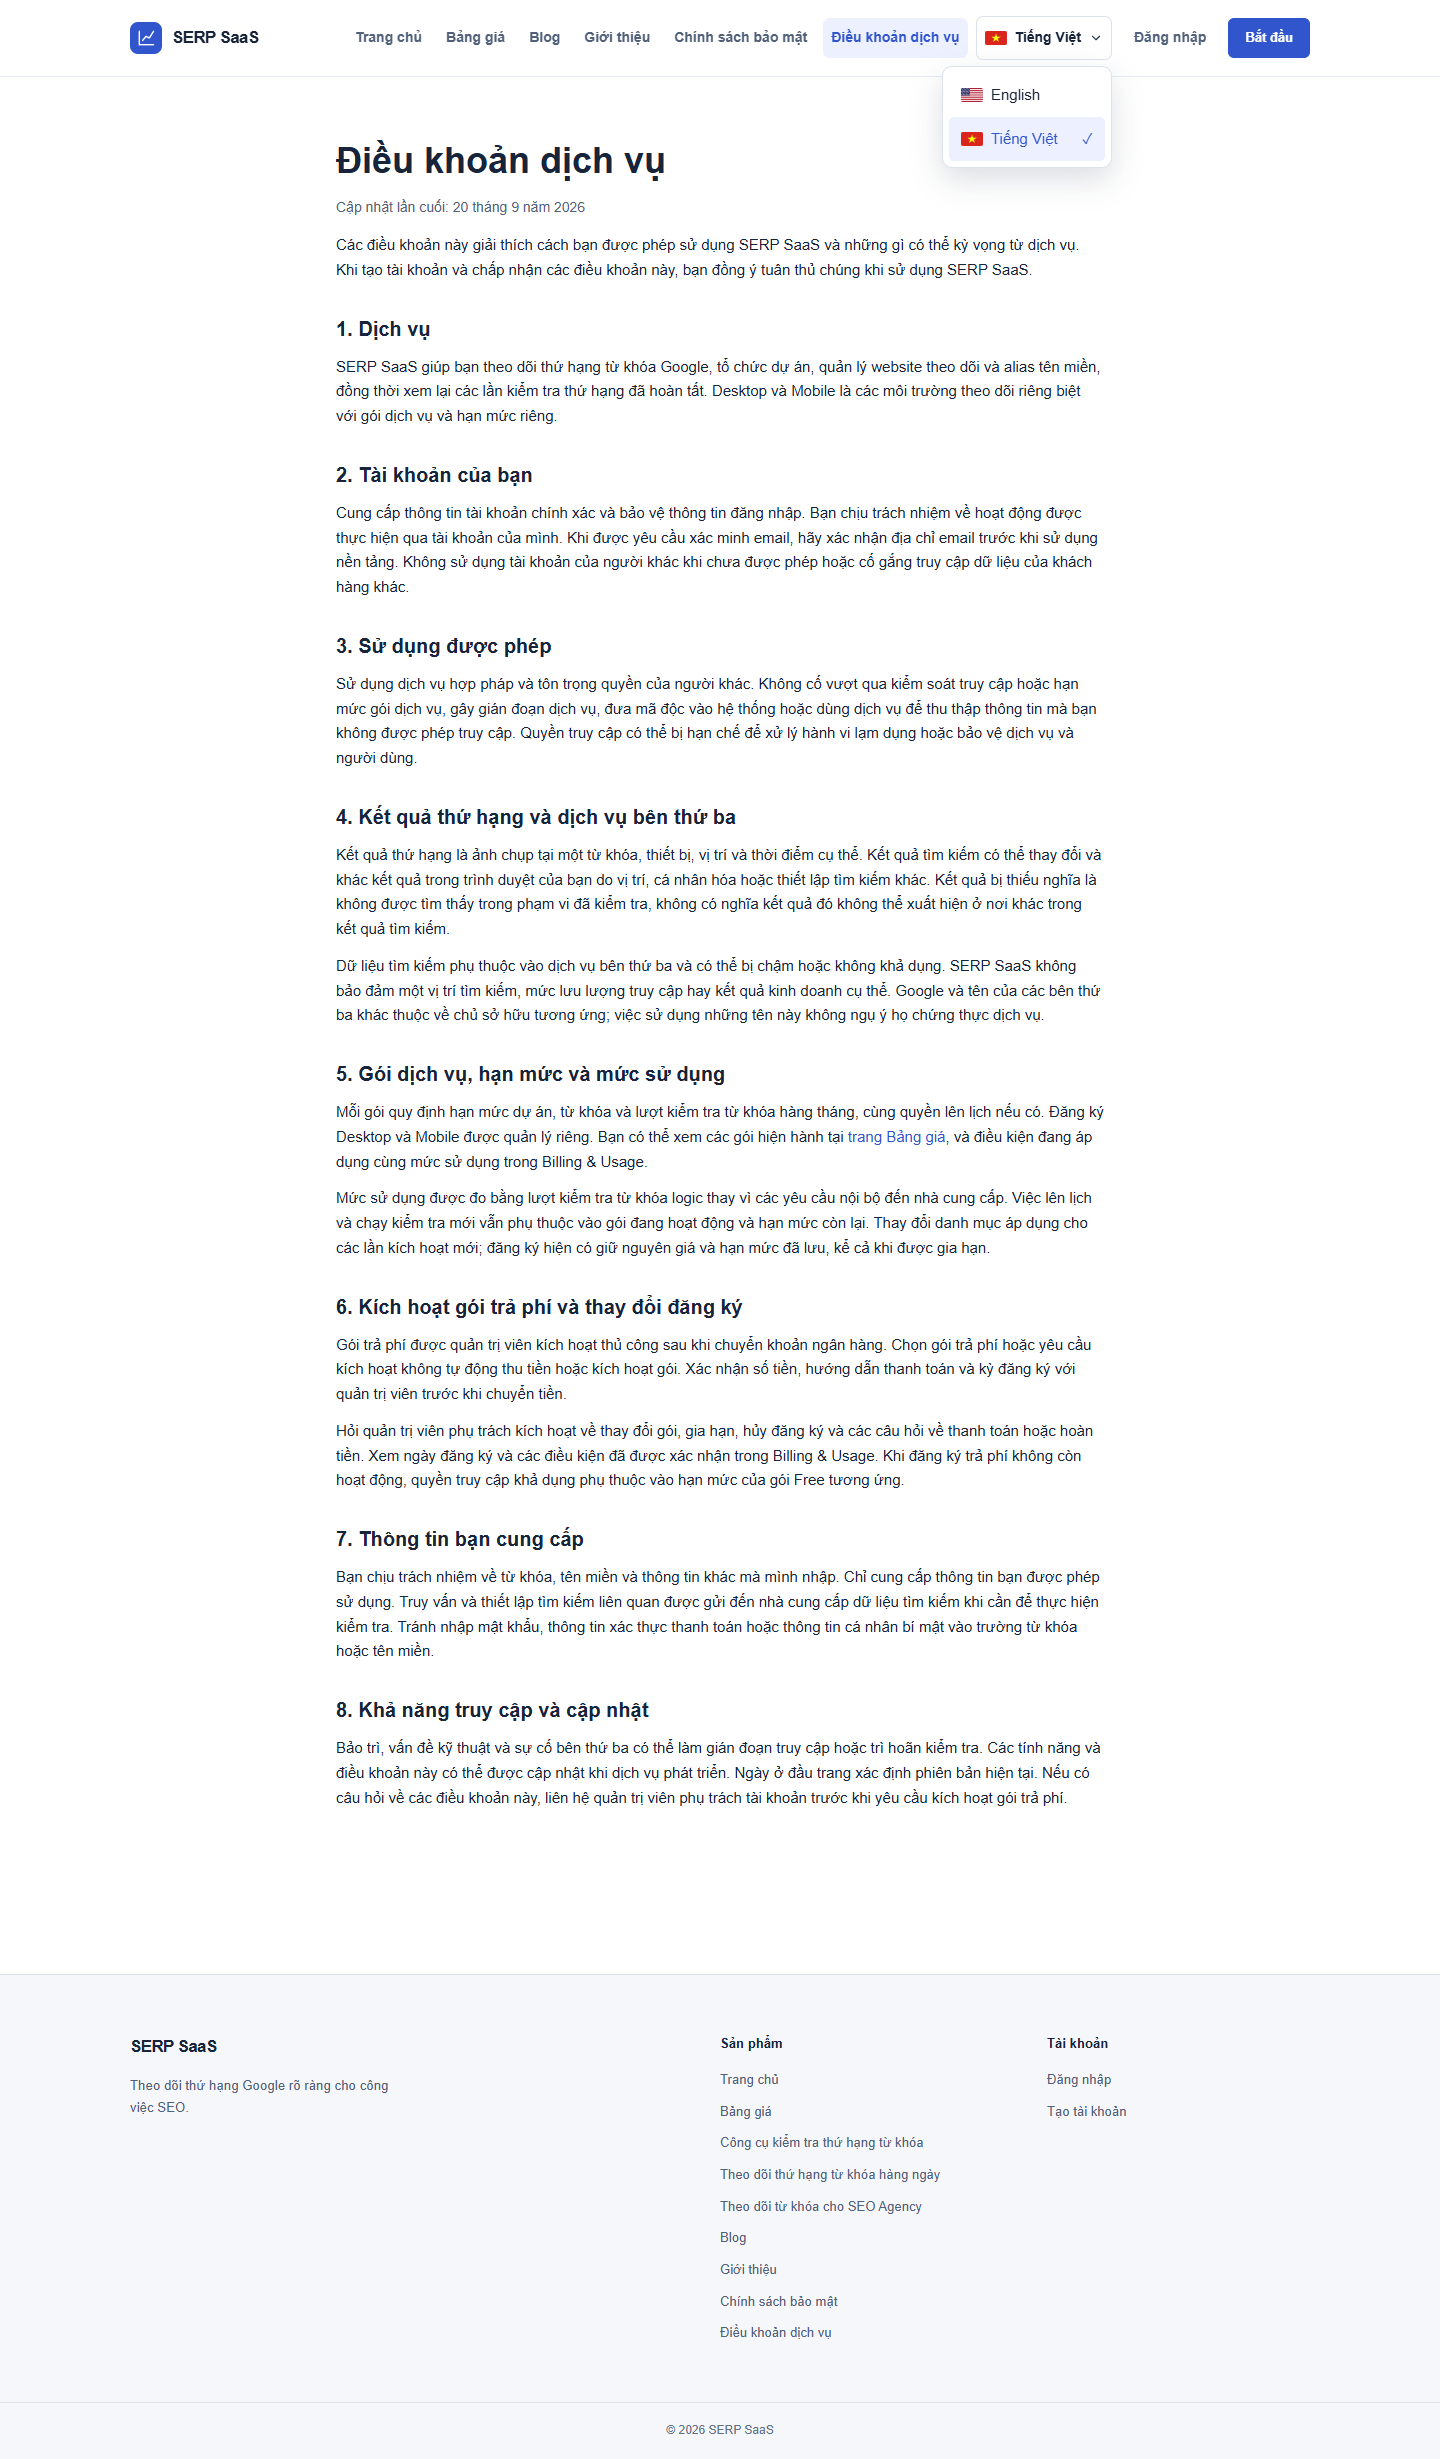 SERP SaaS
Trang chủ
Bảng giá
Blog
Giới thiệu
Chính sách bảo mật
Điều khoản dịch vụ
Tiếng Việt
Đăng nhập
Bắt đầu
English
Tiếng Việt
Điều khoản dịch vụ
Cập nhật lần cuối: 20 tháng 9 năm 2026
Các điều khoản này giải thích cách bạn được phép sử dụng SERP SaaS và những gì có thể kỳ vọng từ dịch vụ.
Khi tạo tài khoản và chấp nhận các điều khoản này, bạn đồng ý tuân thủ chúng khi sử dụng SERP SaaS.
1. Dịch vụ
SERP SaaS giúp bạn theo dõi thứ hạng từ khóa Google, tổ chức dự án, quản lý website theo dõi và alias tên miền,
đồng thời xem lại các lần kiểm tra thứ hạng đã hoàn tất. Desktop và Mobile là các môi trường theo dõi riêng biệt
với gói dịch vụ và hạn mức riêng.
2. Tài khoản của bạn
Cung cấp thông tin tài khoản chính xác và bảo vệ thông tin đăng nhập. Bạn chịu trách nhiệm về hoạt động được
thực hiện qua tài khoản của mình. Khi được yêu cầu xác minh email, hãy xác nhận địa chỉ email trước khi sử dụng
nền tảng. Không sử dụng tài khoản của người khác khi chưa được phép hoặc cố gắng truy cập dữ liệu của khách
hàng khác.
3. Sử dụng được phép
Sử dụng dịch vụ hợp pháp và tôn trọng quyền của người khác. Không cố vượt qua kiểm soát truy cập hoặc hạn
mức gói dịch vụ, gây gián đoạn dịch vụ, đưa mã độc vào hệ thống hoặc dùng dịch vụ để thu thập thông tin mà bạn
không được phép truy cập. Quyền truy cập có thể bị hạn chế để xử lý hành vi lạm dụng hoặc bảo vệ dịch vụ và
người dùng.
4. Kết quả thứ hạng và dịch vụ bên thứ ba
Kết quả thứ hạng là ảnh chụp tại một từ khóa, thiết bị, vị trí và thời điểm cụ thể. Kết quả tìm kiếm có thể thay đổi và
khác kết quả trong trình duyệt của bạn do vị trí, cá nhân hóa hoặc thiết lập tìm kiếm khác. Kết quả bị thiếu nghĩa là
không được tìm thấy trong phạm vi đã kiểm tra, không có nghĩa kết quả đó không thể xuất hiện ở nơi khác trong
kết quả tìm kiếm.
Dữ liệu tìm kiếm phụ thuộc vào dịch vụ bên thứ ba và có thể bị chậm hoặc không khả dụng. SERP SaaS không
bảo đảm một vị trí tìm kiếm, mức lưu lượng truy cập hay kết quả kinh doanh cụ thể. Google và tên của các bên thứ
ba khác thuộc về chủ sở hữu tương ứng; việc sử dụng những tên này không ngụ ý họ chứng thực dịch vụ.
5. Gói dịch vụ, hạn mức và mức sử dụng
Mỗi gói quy định hạn mức dự án, từ khóa và lượt kiểm tra từ khóa hàng tháng, cùng quyền lên lịch nếu có. Đăng ký
Desktop và Mobile được quản lý riêng. Bạn có thể xem các gói hiện hành tại trang Bảng giá, và điều kiện đang áp
dụng cùng mức sử dụng trong Billing & Usage.
Mức sử dụng được đo bằng lượt kiểm tra từ khóa logic thay vì các yêu cầu nội bộ đến nhà cung cấp. Việc lên lịch
và chạy kiểm tra mới vẫn phụ thuộc vào gói đang hoạt động và hạn mức còn lại. Thay đổi danh mục áp dụng cho
các lần kích hoạt mới; đăng ký hiện có giữ nguyên giá và hạn mức đã lưu, kể cả khi được gia hạn.
6. Kích hoạt gói trả phí và thay đổi đăng ký
Gói trả phí được quản trị viên kích hoạt thủ công sau khi chuyển khoản ngân hàng. Chọn gói trả phí hoặc yêu cầu
kích hoạt không tự động thu tiền hoặc kích hoạt gói. Xác nhận số tiền, hướng dẫn thanh toán và kỳ đăng ký với
quản trị viên trước khi chuyển tiền.
Hỏi quản trị viên phụ trách kích hoạt về thay đổi gói, gia hạn, hủy đăng ký và các câu hỏi về thanh toán hoặc hoàn
tiền. Xem ngày đăng ký và các điều kiện đã được xác nhận trong Billing & Usage. Khi đăng ký trả phí không còn
hoạt động, quyền truy cập khả dụng phụ thuộc vào hạn mức của gói Free tương ứng.
7. Thông tin bạn cung cấp
Bạn chịu trách nhiệm về từ khóa, tên miền và thông tin khác mà mình nhập. Chỉ cung cấp thông tin bạn được phép
sử dụng. Truy vấn và thiết lập tìm kiếm liên quan được gửi đến nhà cung cấp dữ liệu tìm kiếm khi cần để thực hiện
kiểm tra. Tránh nhập mật khẩu, thông tin xác thực thanh toán hoặc thông tin cá nhân bí mật vào trường từ khóa
hoặc tên miền.
8. Khả năng truy cập và cập nhật
Bảo trì, vấn đề kỹ thuật và sự cố bên thứ ba có thể làm gián đoạn truy cập hoặc trì hoãn kiểm tra. Các tính năng và
điều khoản này có thể được cập nhật khi dịch vụ phát triển. Ngày ở đầu trang xác định phiên bản hiện tại. Nếu có
câu hỏi về các điều khoản này, liên hệ quản trị viên phụ trách tài khoản trước khi yêu cầu kích hoạt gói trả phí.
SERP SaaS
Theo dõi thứ hạng Google rõ ràng cho công
việc SEO.
Sản phẩm
Trang chủ
Bảng giá
Công cụ kiểm tra thứ hạng từ khóa
Theo dõi thứ hạng từ khóa hàng ngày
Theo dõi từ khóa cho SEO Agency
Blog
Giới thiệu
Chính sách bảo mật
Điều khoản dịch vụ
Tài khoản
Đăng nhập
Tạo tài khoản
© 2026 SERP SaaS